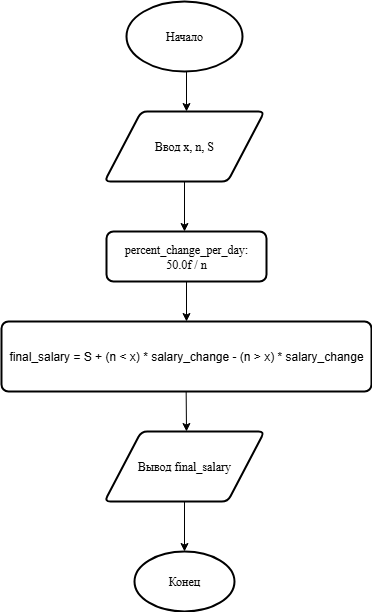 Начало
Ввод x, n, S
percent_change_per_day:
50.0f / n
final_salary = S + (n < x) * salary_change - (n > x) * salary_change
Вывод final_salary
Конец